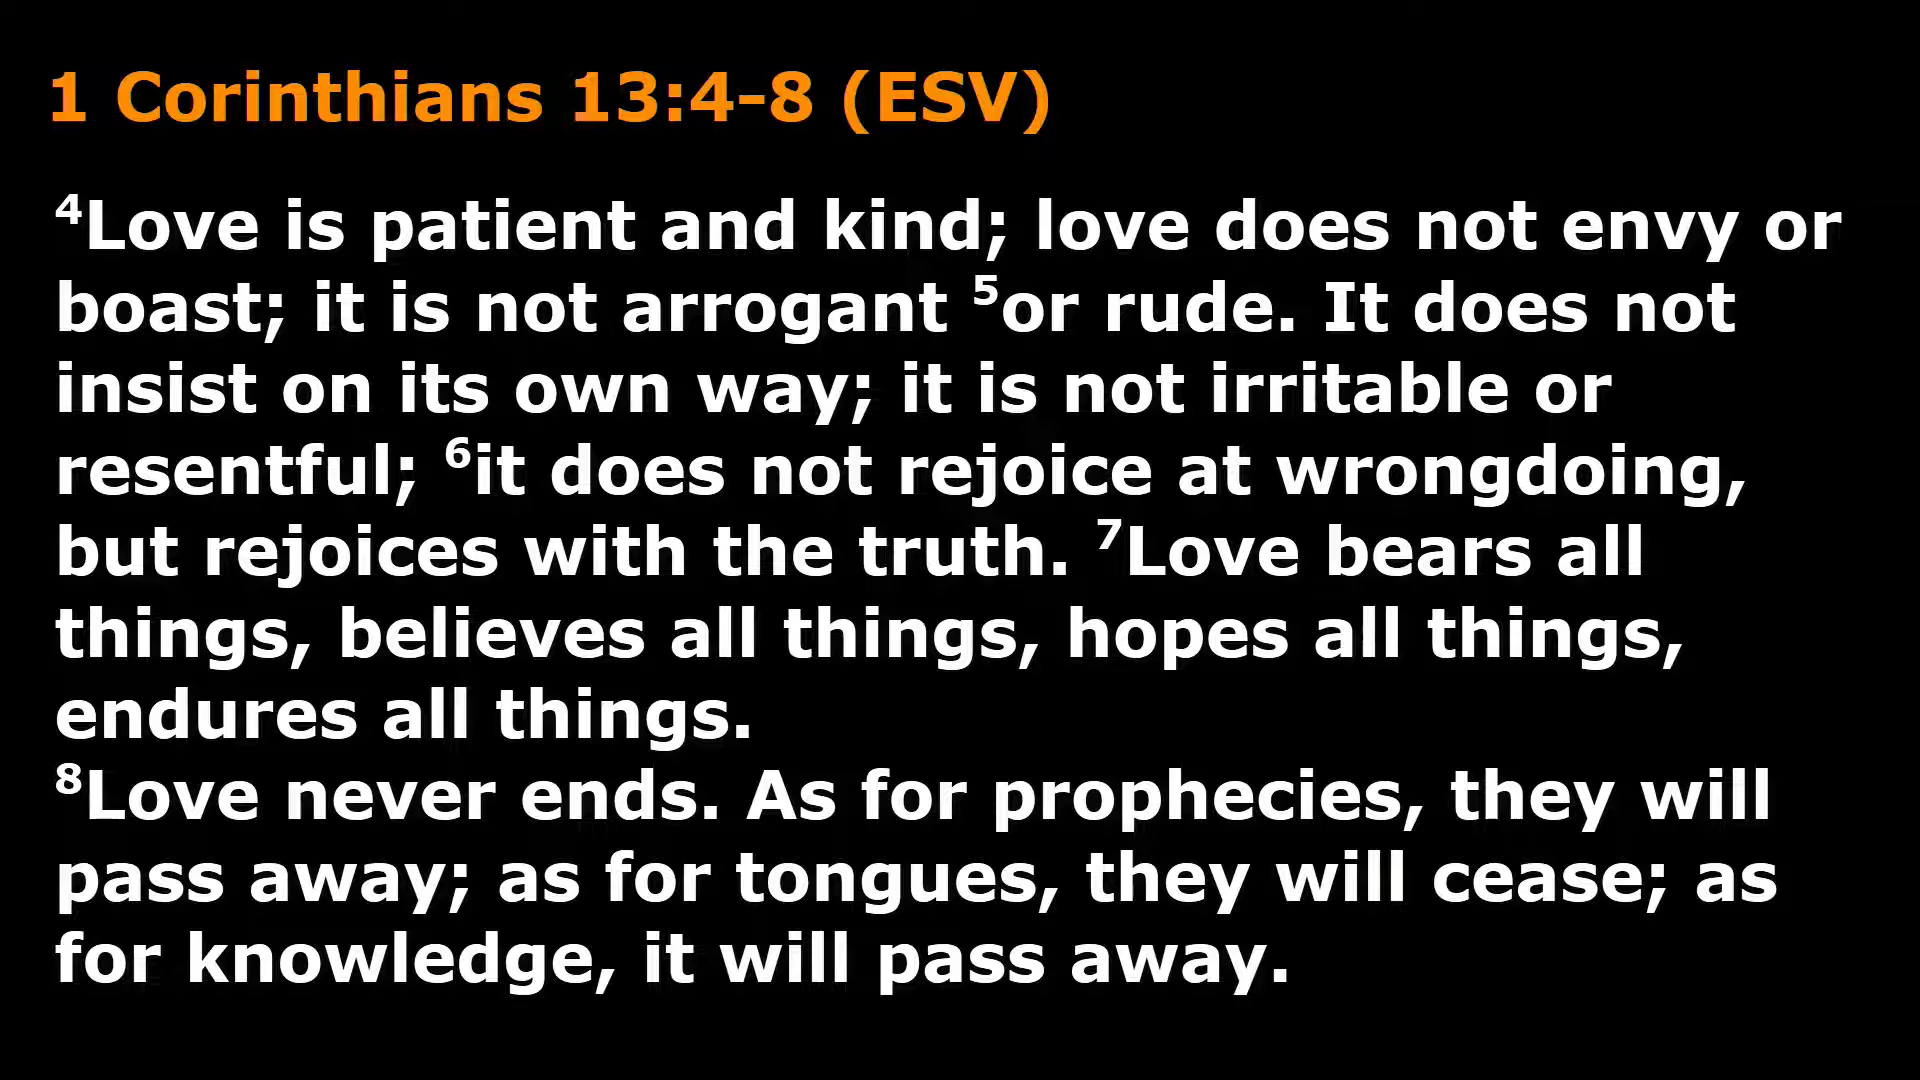 1 Corinthians 13:4-8 (ESV)
⁴Love is patient and kind; love does not envy or
boast; it is not arrogant ⁵or rude. It does not
insist on its own way; it is not irritable or
resentful; ⁶it does not rejoice at wrongdoing,
but rejoices with the truth. ⁷Love bears all
things, believes all things, hopes all things,
endures all things.
⁸Love never ends. As for prophecies, they will
pass away; as for tongues, they will cease; as
for knowledge, it will pass away.